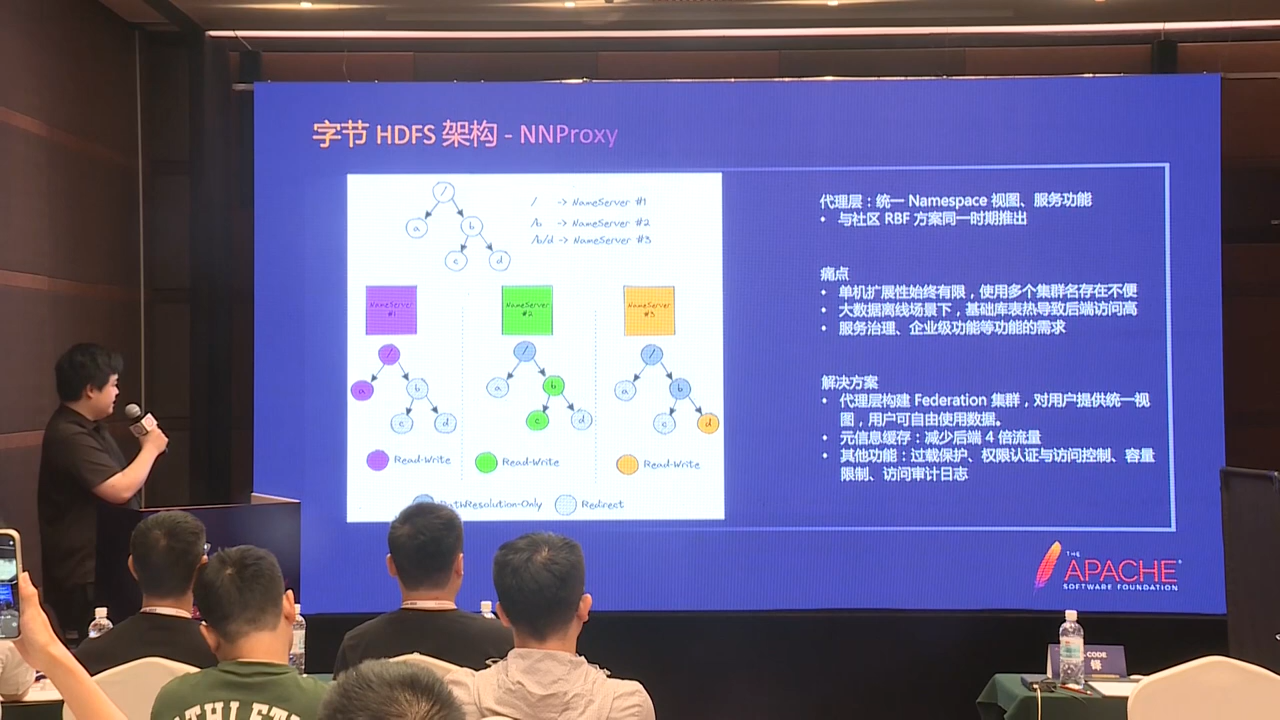 字节 HDFS 架构 - NNProxy
/
a
b
c
d
/ -> NameServer #1
/b -> NameServer #2
/b/d -> NameServer #3
NameServer #1
NameServer #2
NameServer #3
/
a
b
c
d
/
a
b
c
d
/
a
b
c
d
Read-Write
Read-Write
Read-Write
PathResolution-Only
Redirect
代理层：统一 Namespace 视图、服务功能
• 与社区 RBF 方案同一时期推出
痛点
• 单机扩展性始终有限，使用多个集群名存在不便
• 大数据离线场景下，基础库表热导致后端访问高
• 服务治理、企业级功能等功能的需求
解决方案
• 代理层构建 Federation 集群，对用户提供统一视
图，用户可自由使用数据。
• 元信息缓存：减少后端 4 倍流量
• 其他功能：过载保护、权限认证与访问控制、容量
限制、访问审计日志
THE
APACHE®
SOFTWARE FOUNDATION
CODE
铎